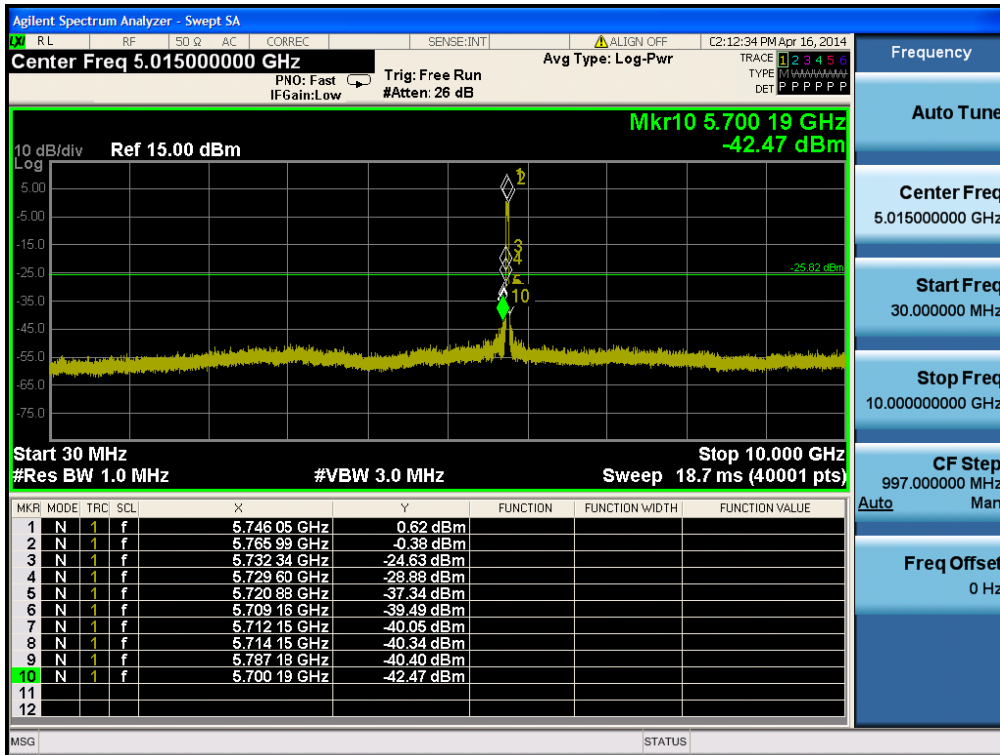 Agilent Spectrum Analyzer - Swept SA
LXI RL RF 50 Ω AC CORREC SENSE:INT ALIGN OFF 02:12:34 PM Apr 16, 2014
Center Freq 5.015000000 GHz
PNO: Fast
IFGain:Low
Trig: Free Run
#Atten: 26 dB
Avg Type: Log-Pwr
TRACE 1 2 3 4 5 6
TYPE M
DET P P P P P P
Mkr10 5.700 19 GHz
-42.47 dBm
10 dB/div Ref 15.00 dBm
Log
5.00
-5.00
-15.0
-25.0
-35.0
-45.0
-55.0
-65.0
-75.0
2
3
4
10
-25.82 dBm
Start 30 MHz Stop 10.000 GHz
#Res BW 1.0 MHz #VBW 3.0 MHz Sweep 18.7 ms (40001 pts)
MKR MODE TRC SCL X Y FUNCTION FUNCTION WIDTH FUNCTION VALUE
1 N 1 f 5.746 05 GHz 0.62 dBm
2 N 1 f 5.765 99 GHz -0.38 dBm
3 N 1 f 5.732 34 GHz -24.63 dBm
4 N 1 f 5.729 60 GHz -28.88 dBm
5 N 1 f 5.720 88 GHz -37.34 dBm
6 N 1 f 5.709 16 GHz -39.49 dBm
7 N 1 f 5.712 15 GHz -40.05 dBm
8 N 1 f 5.714 15 GHz -40.34 dBm
9 N 1 f 5.787 18 GHz -40.40 dBm
10 N 1 f 5.700 19 GHz -42.47 dBm
11
12
MSG STATUS
Frequency
Auto Tune
Center Freq
5.015000000 GHz
Start Freq
30.000000 MHz
Stop Freq
10.000000000 GHz
CF Step
997.000000 MHz
Auto Man
Freq Offset
0 Hz